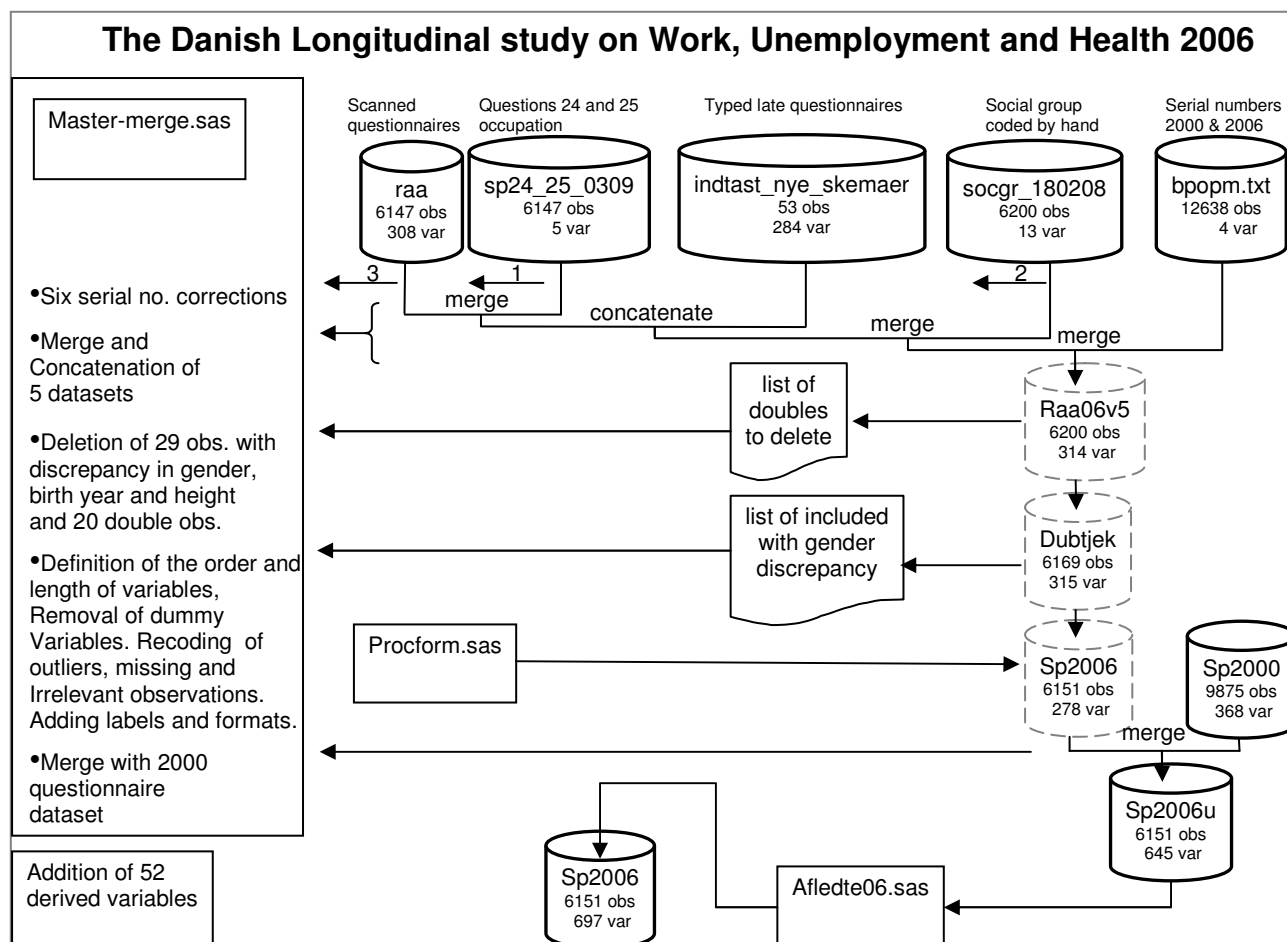 The Danish Longitudinal study on Work, Unemployment and Health 2006
Master-merge.sas
•Six serial no. corrections
•Merge and
Concatenation of
5 datasets
•Deletion of 29 obs. with
discrepancy in gender,
birth year and height
and 20 double obs.
•Definition of the order and
length of variables,
Removal of dummy
Variables. Recoding of
outliers, missing and
Irrelevant observations.
Adding labels and formats.
•Merge with 2000
questionnaire
dataset
Addition of 52
derived variables
Scanned
questionnaires
raa
6147 obs
308 var
Questions 24 and 25
occupation
sp24_25_0309
6147 obs
5 var
Typed late questionnaires
indtast_nye_skemaer
53 obs
284 var
Social group
coded by hand
socgr_180208
6200 obs
13 var
Serial numbers
2000 & 2006
bpopm.txt
12638 obs
4 var
3
1
2
merge
concatenate
merge
merge
list of
doubles
to delete
Raa06v5
6200 obs
314 var
list of included
with gender
discrepancy
Dubtjek
6169 obs
315 var
Procform.sas
Sp2006
6151 obs
278 var
Sp2000
9875 obs
368 var
merge
Sp2006u
6151 obs
645 var
Afledte06.sas
Sp2006
6151 obs
697 var